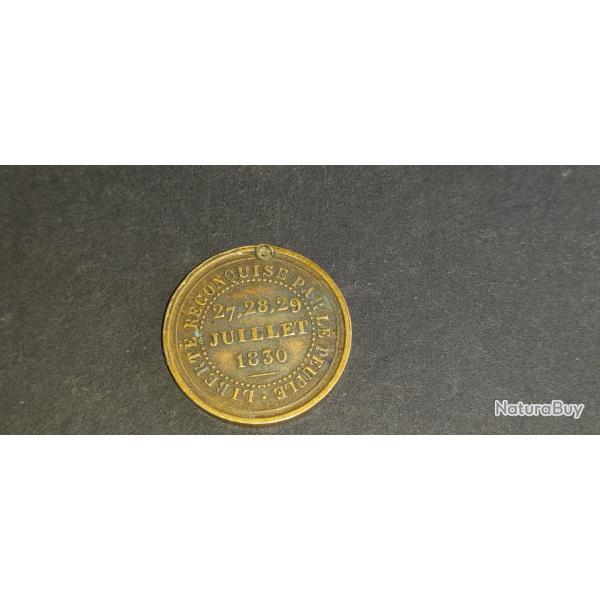 LIBERTÉ RECONQUISE PAR LE PEUPLE ·
27, 28, 29
JUILLET
1830
NaturaBuy